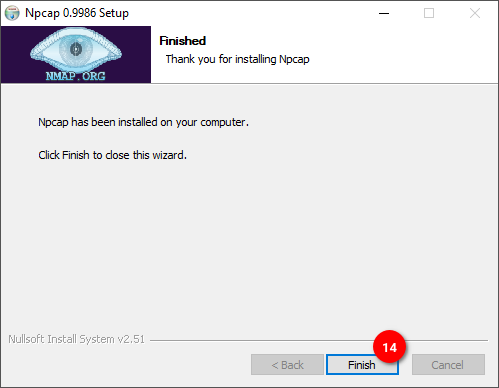 Npcap 0.9986 Setup
NMAP.ORG
Finished
Thank you for installing Npcap
Npcap has been installed on your computer.
Click Finish to close this wizard.
Nullsoft Install System v2.51
14
< Back
Finish
Cancel